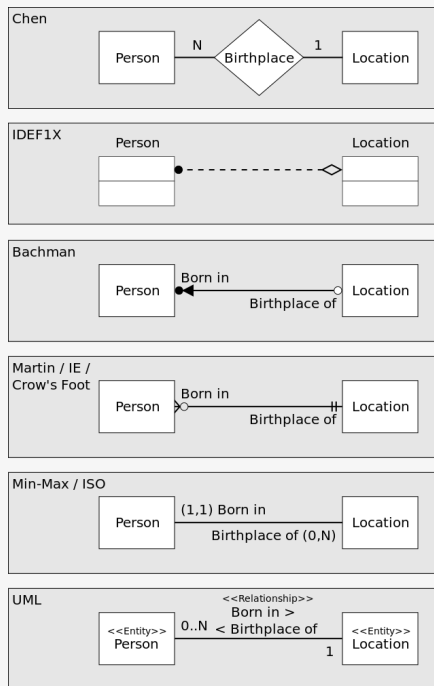 Chen
Person
N
Birthplace
1
Location
IDEF1X
Person
Location
Bachman
Person
Born in
Birthplace of
Location
Martin / IE /
Crow's Foot
Person
Born in
Birthplace of
Location
Min-Max / ISO
Person
(1,1) Born in
Birthplace of (0,N)
Location
UML
<<Entity>>
Person
<<Relationship>>
Born in >
0..N < Birthplace of
1
<<Entity>>
Location